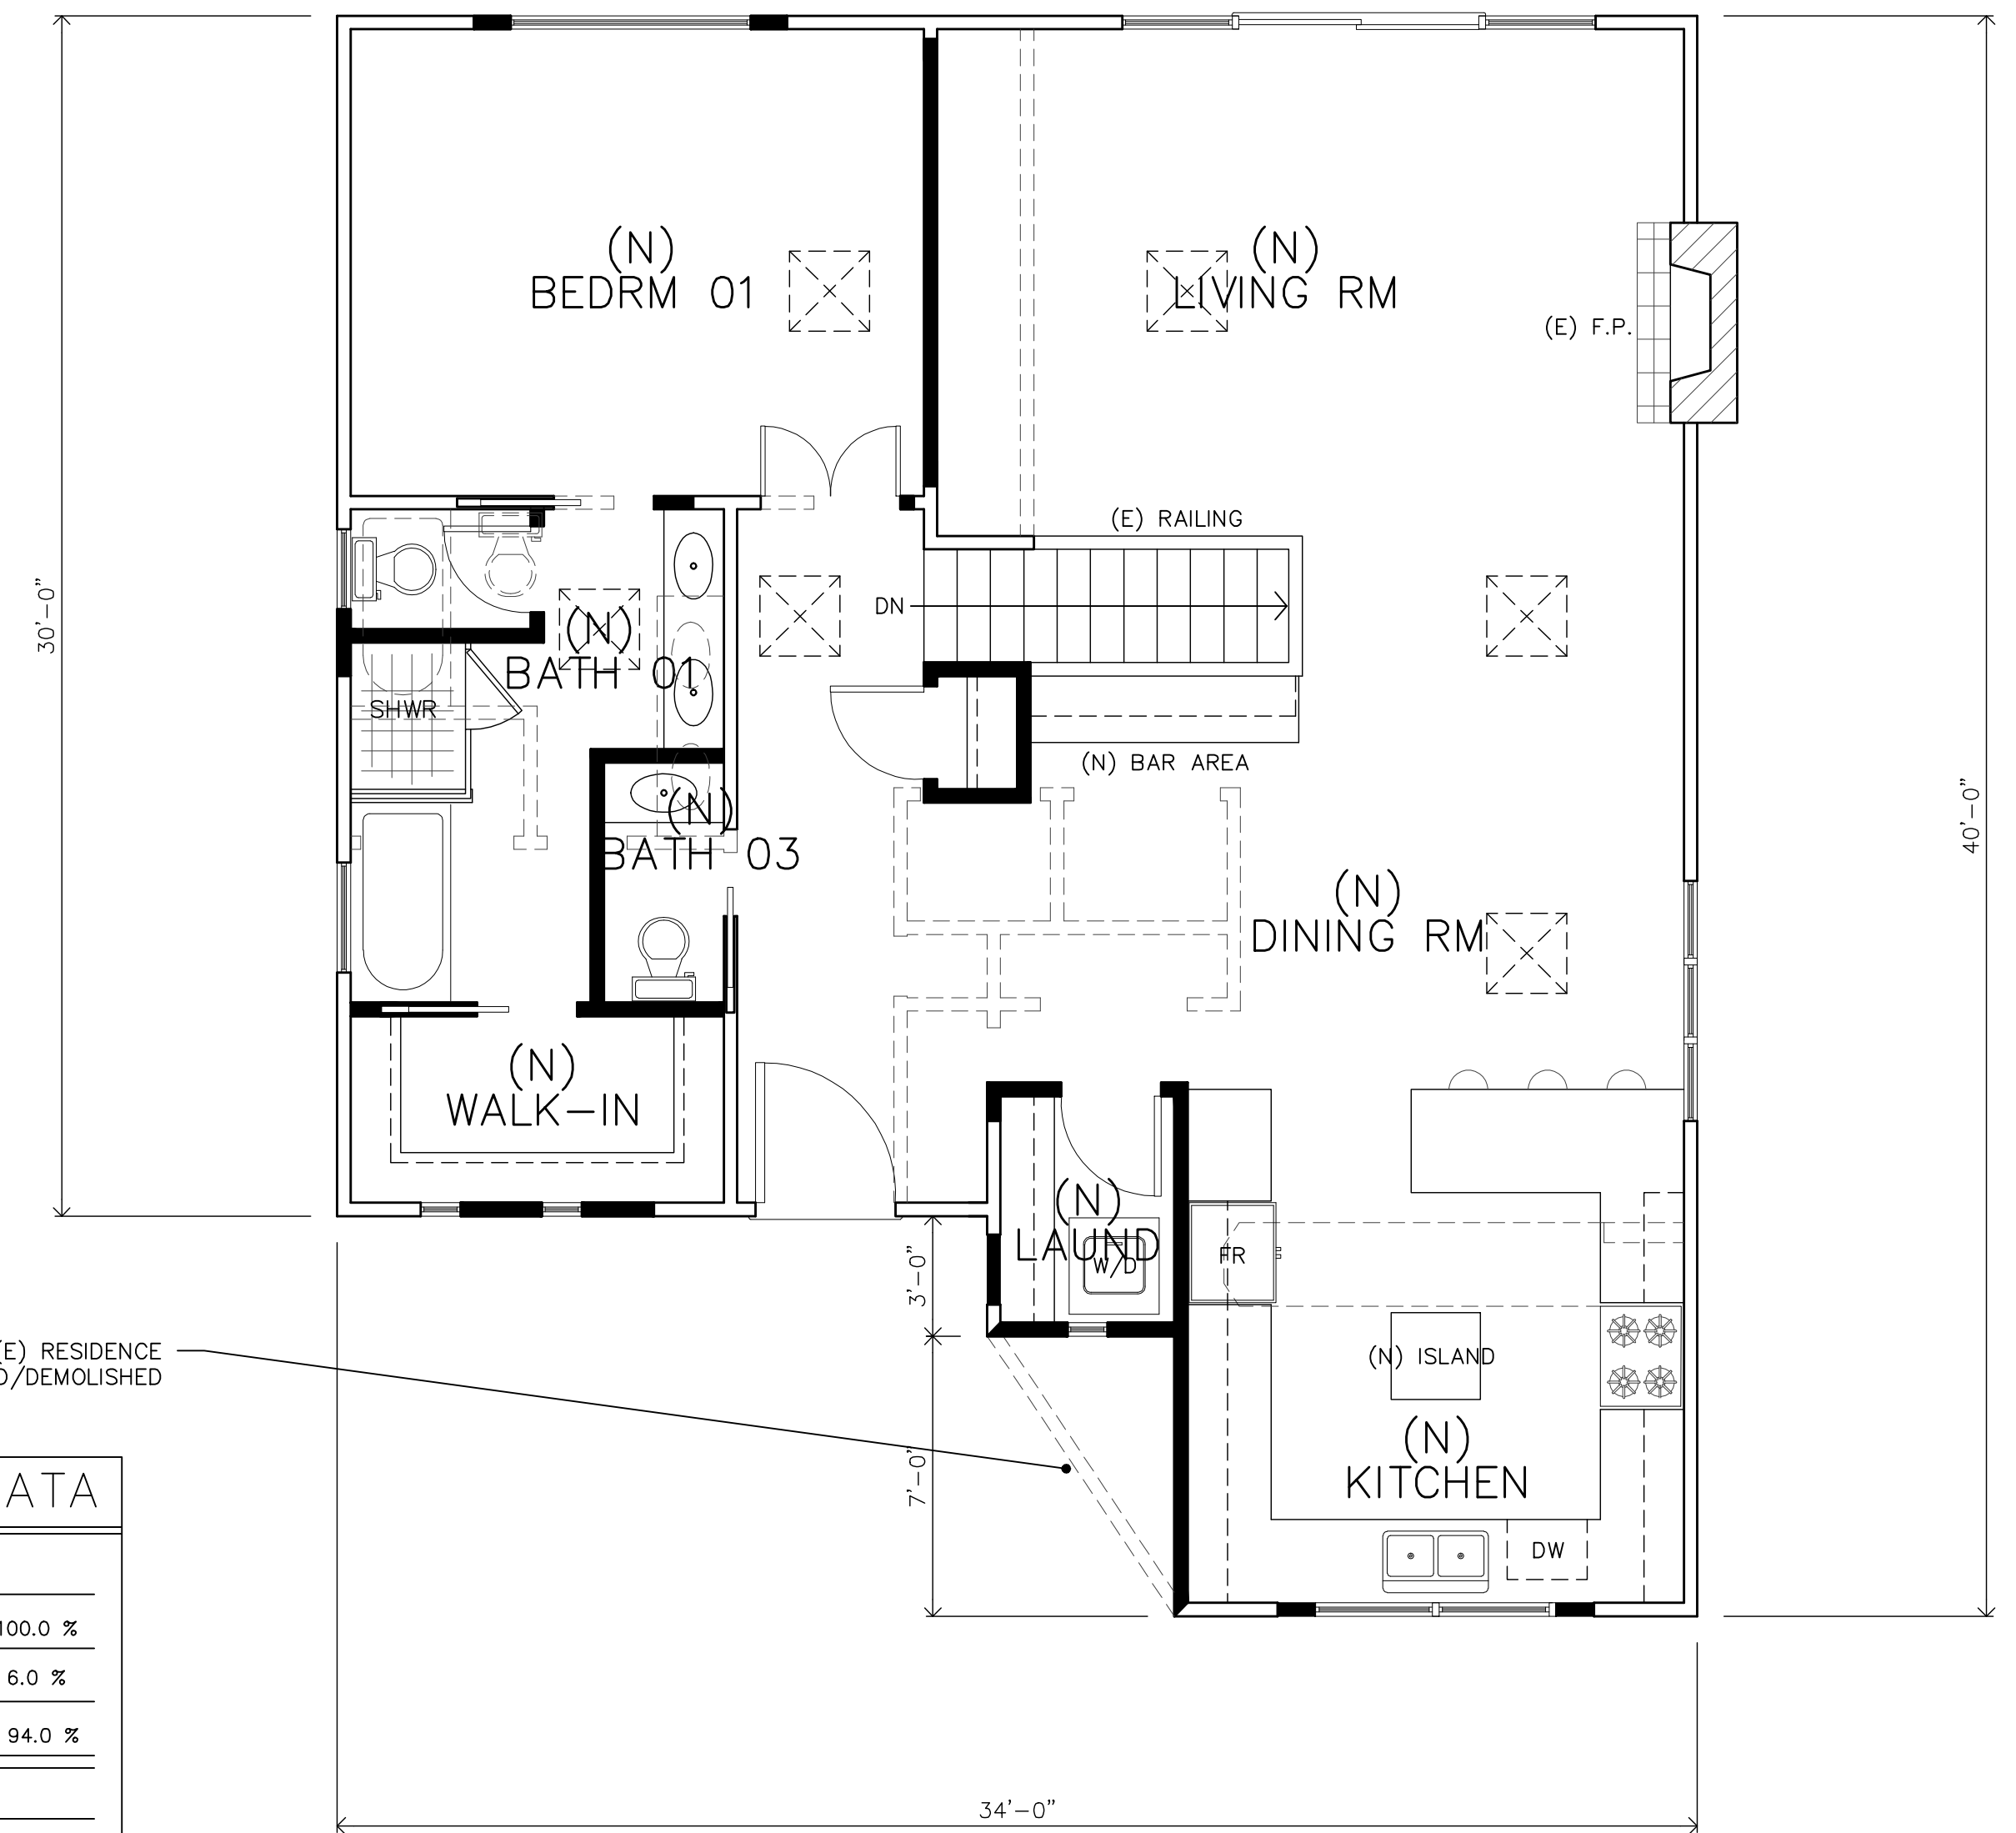 (N)
BEDRM 01
(N)
LIVING RM
(E) F.P.
(E) RAILING
30'-0"
DN
(N)
BATH 01
SHWR
(N) BAR AREA
40'-0"
(N)
BATH 03
(N)
DINING RM
(N)
WALK-IN
(N)
LAUND
W/D
FR
3'-0"
(E) RESIDENCE
/DEMOLISHED
(N) ISLAND
(N)
KITCHEN
7'-0"
DW
ATA
100.0 %
6.0 %
94.0 %
34'-0"